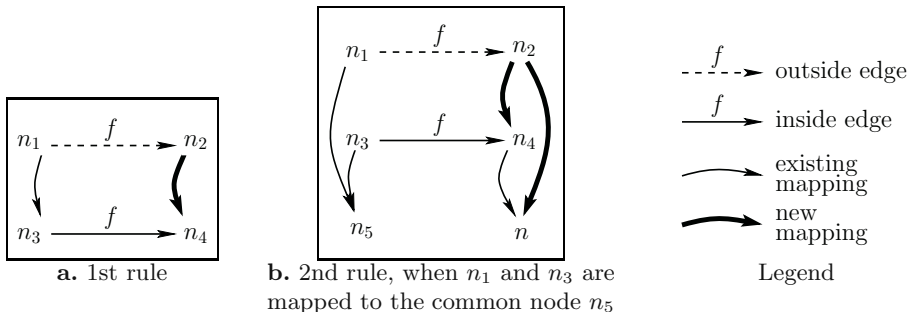 f
n1 n2
f
n3 n4
a. 1st rule
f
n1 n2
f
n3 n4
n5 n
b. 2nd rule, when n1 and n3 are
mapped to the common node n5
f
outside edge
f
inside edge
existing
mapping
new
mapping
Legend